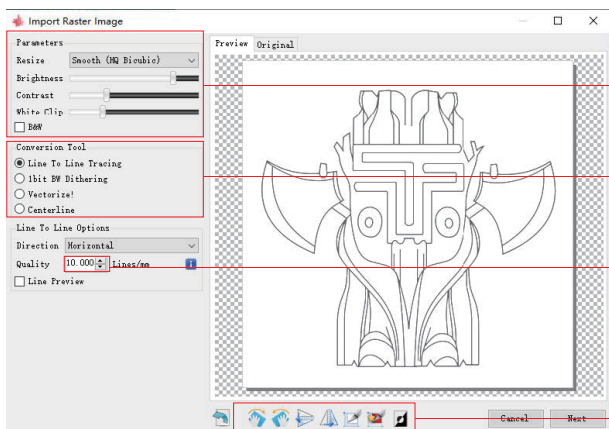 Import Raster Image
Parameters
Resize Smooth (HQ Bicubic)
Brightness
Contrast
White Clip
B&W
Conversion Tool
Line To Line Tracing
1bit BW Dithering
Vectorize!
Centerline
Line To Line Options
Direction Horizontal
Quality 10.000 Lines/mm
Line Preview
Preview Original
Cancel Next